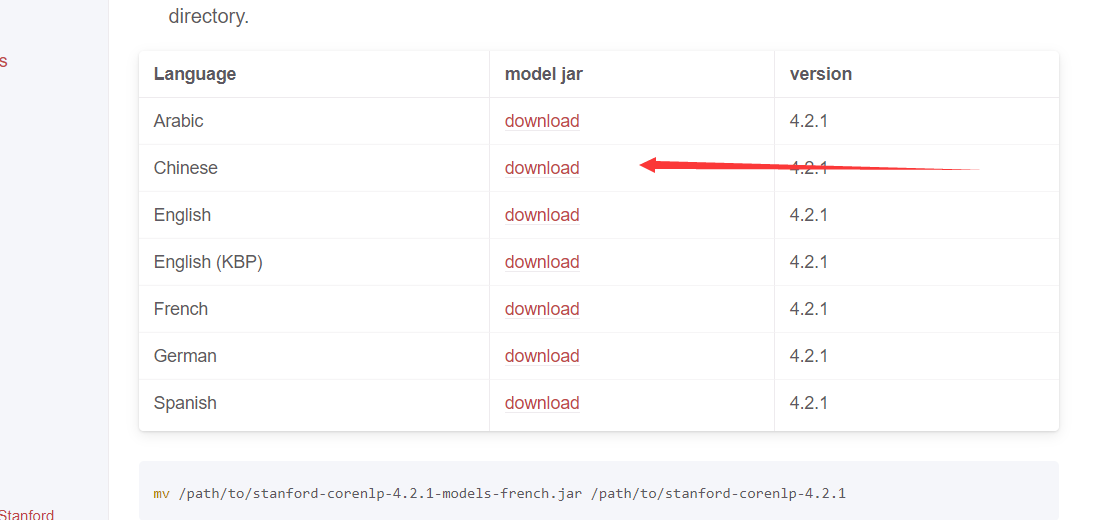 directory.
s
Language model jar version
Arabic download 4.2.1
Chinese download 4.2.1
English download 4.2.1
English (KBP) download 4.2.1
French download 4.2.1
German download 4.2.1
Spanish download 4.2.1
mv /path/to/stanford-corenlp-4.2.1-models-french.jar /path/to/stanford-corenlp-4.2.1
Stanford